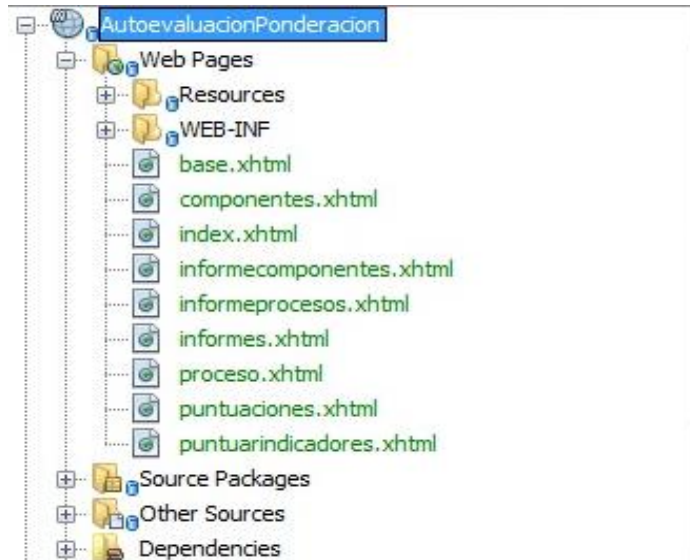 AutoevaluacionPonderacion
Web Pages
Resources
WEB-INF
base.xhtml
componentes.xhtml
index.xhtml
informecomponentes.xhtml
informeprocesos.xhtml
informes.xhtml
proceso.xhtml
puntuaciones.xhtml
puntuarindicadores.xhtml
Source Packages
Other Sources
Dependencies